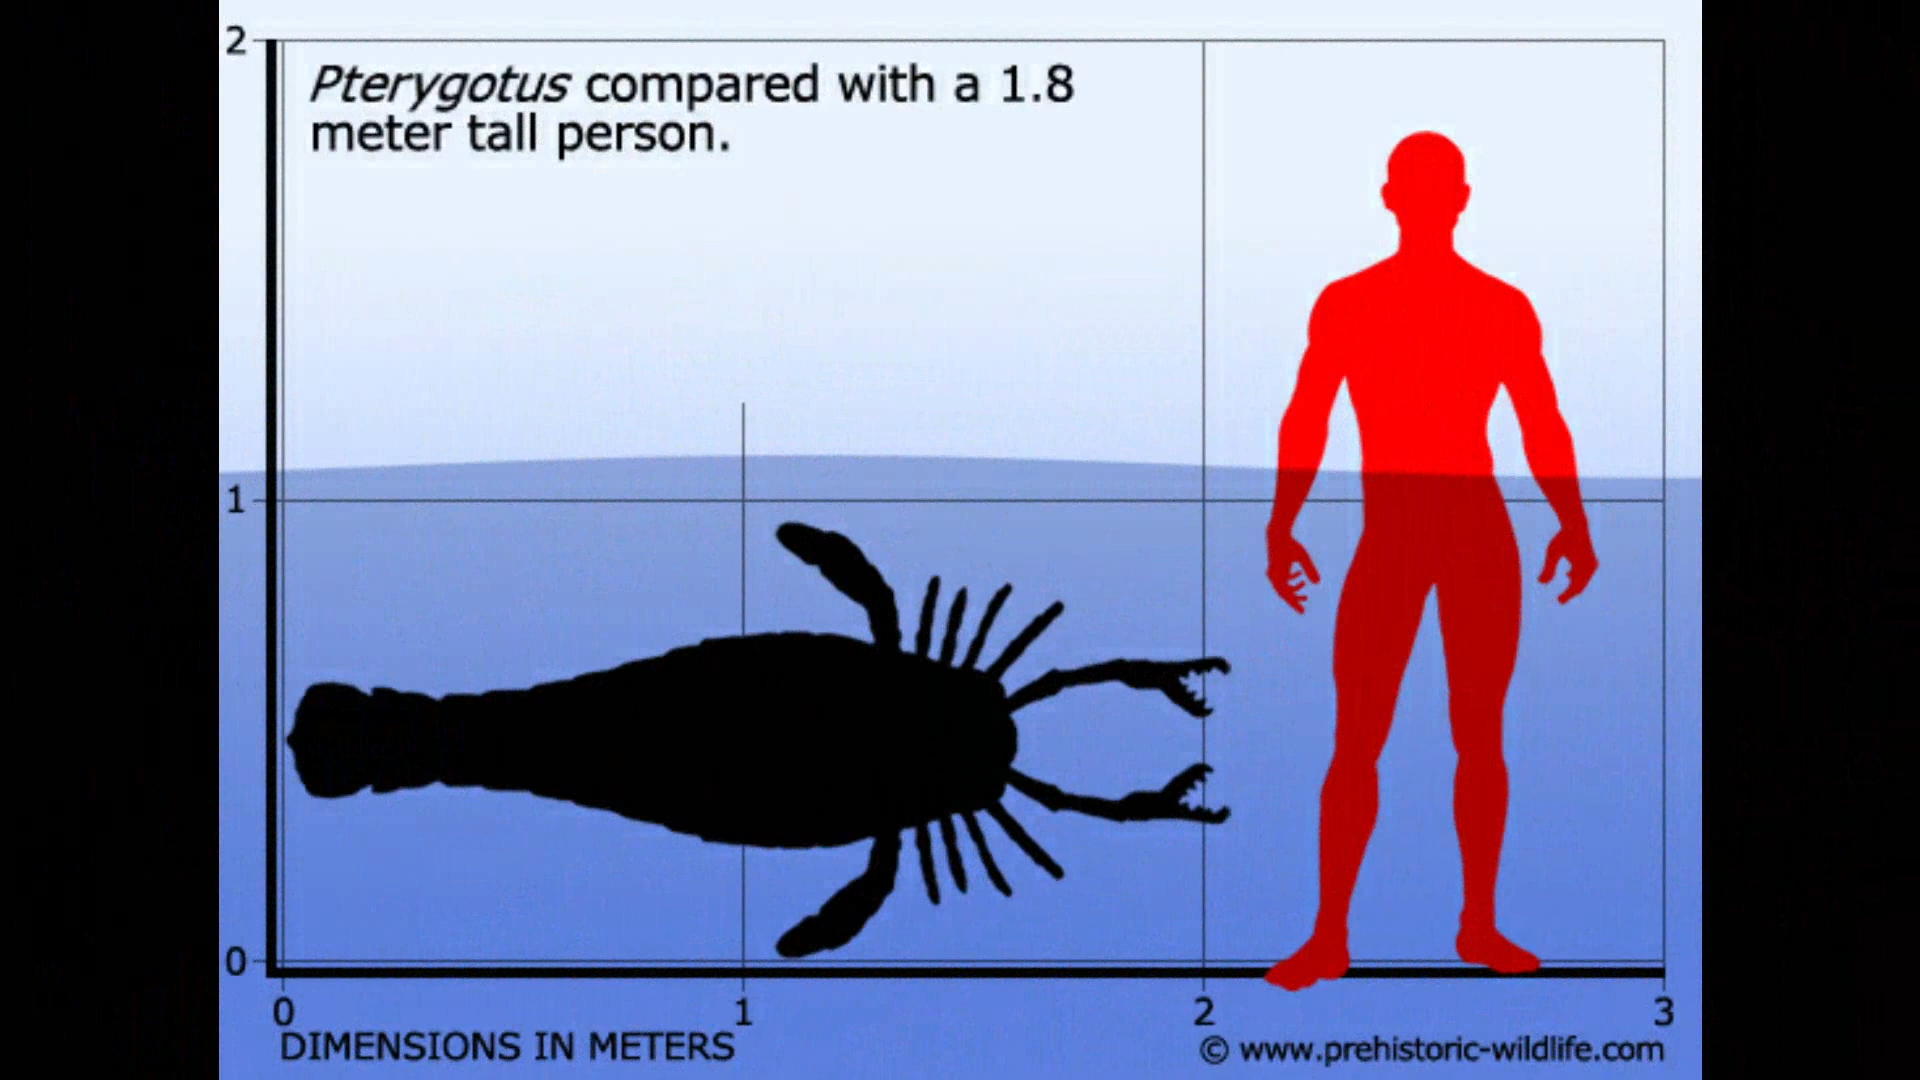 2
Pterygotus compared with a 1.8
meter tall person.
1
0
0 1 2 3
DIMENSIONS IN METERS
© www.prehistoric-wildlife.com